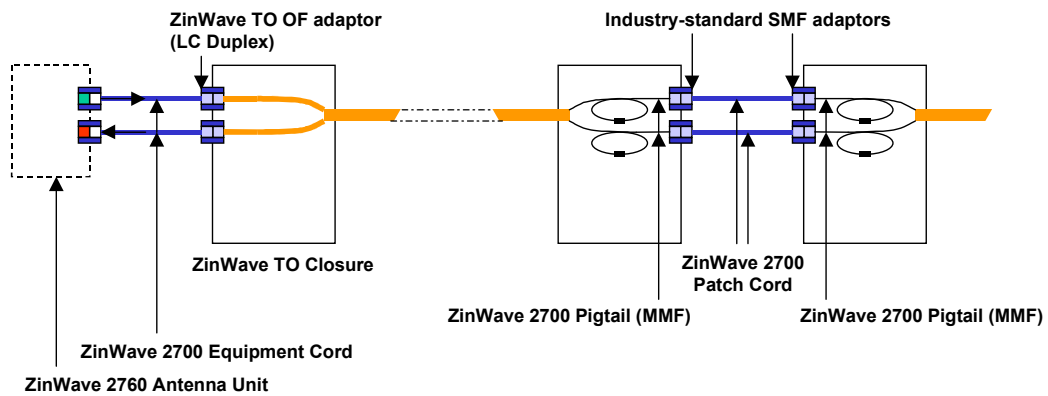 ZinWave TO OF adaptor
(LC Duplex)
Industry-standard SMF adaptors
ZinWave TO Closure
ZinWave 2700
Patch Cord
ZinWave 2700 Pigtail (MMF)
ZinWave 2700 Pigtail (MMF)
ZinWave 2700 Equipment Cord
ZinWave 2760 Antenna Unit